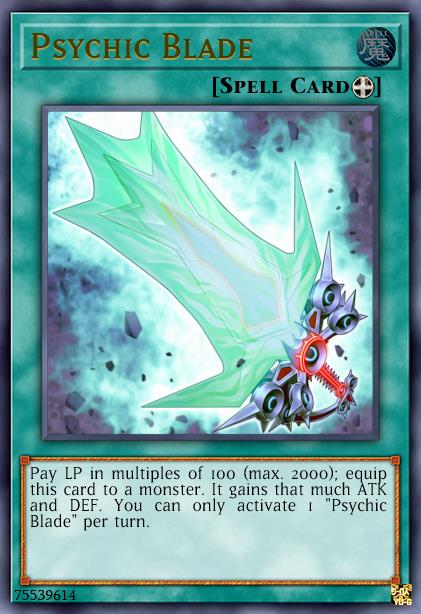 Psychic Blade
魔
[Spell Card]
Pay LP in multiples of 100 (max. 2000); equip
this card to a monster. It gains that much ATK
and DEF. You can only activate 1 "Psychic
Blade" per turn.
75539614